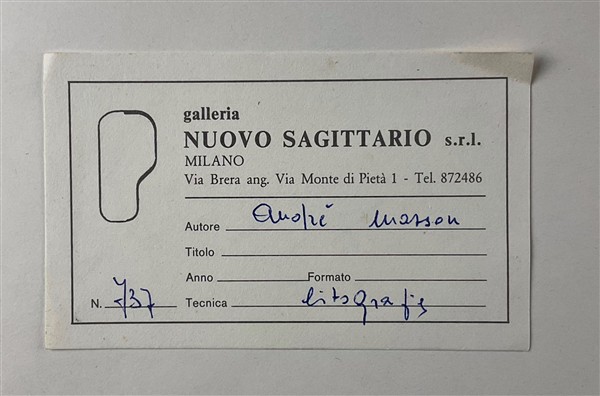 galleria
NUOVO SAGITTARIO s.r.l.
MILANO
Via Brera ang. Via Monte di Pietà 1 - Tel. 872486
Autore André Masson
Titolo
Anno Formato
N. 737 Tecnica litografia